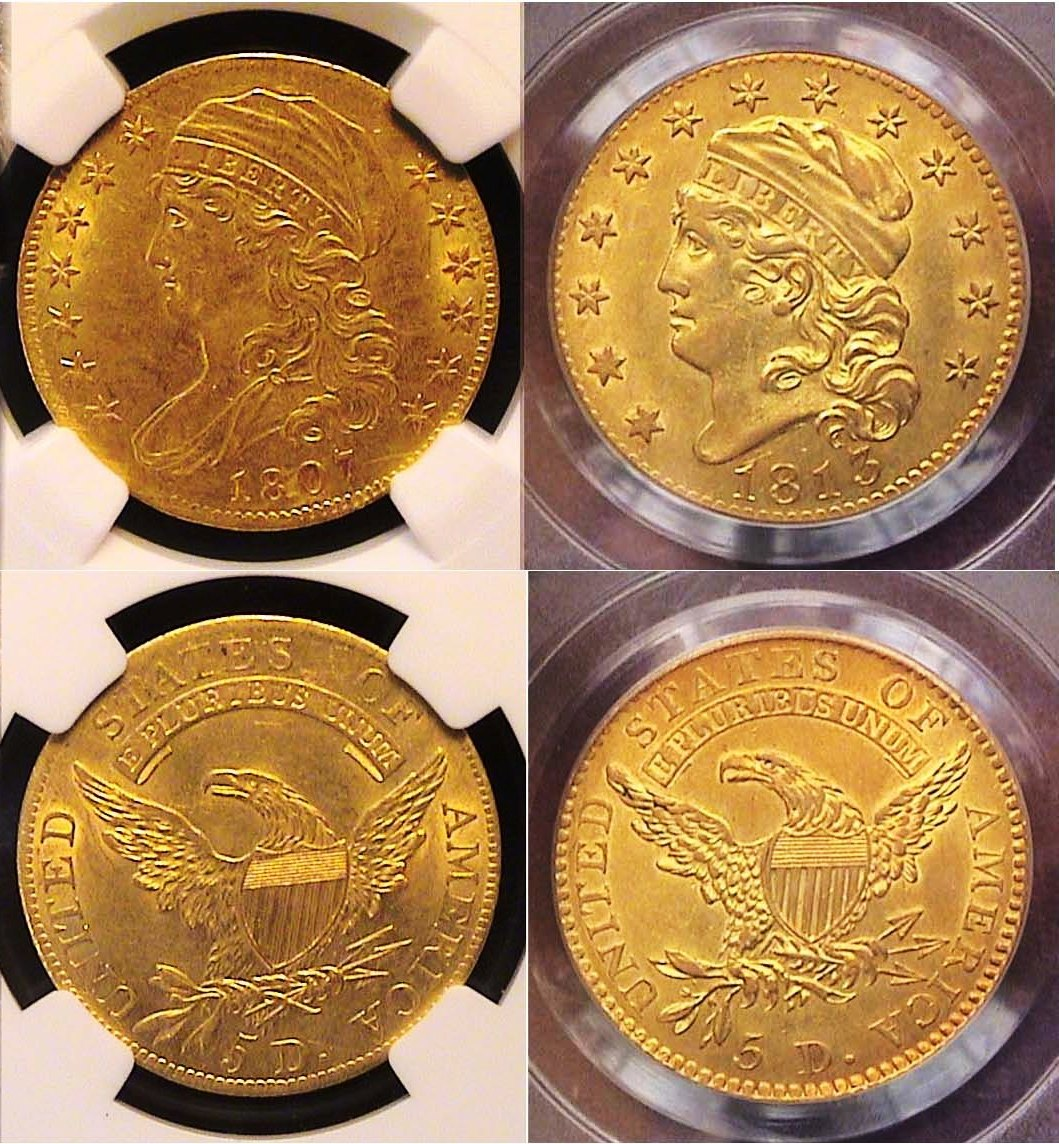 LIBERTY
1807
LIBERTY
1813
UNITED STATES OF AMERICA
E PLURIBUS UNUM
5 D.
UNITED STATES OF AMERICA
E PLURIBUS UNUM
5 D.